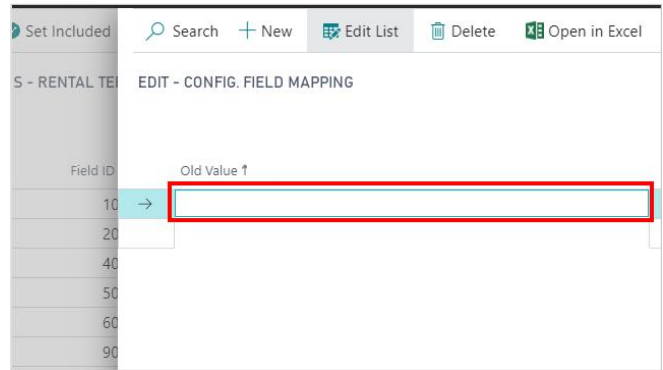 Set Included
Search + New Edit List Delete Open in Excel
S - RENTAL TE
EDIT - CONFIG. FIELD MAPPING
Field ID
Old Value ↑
10
20
40
50
60
90